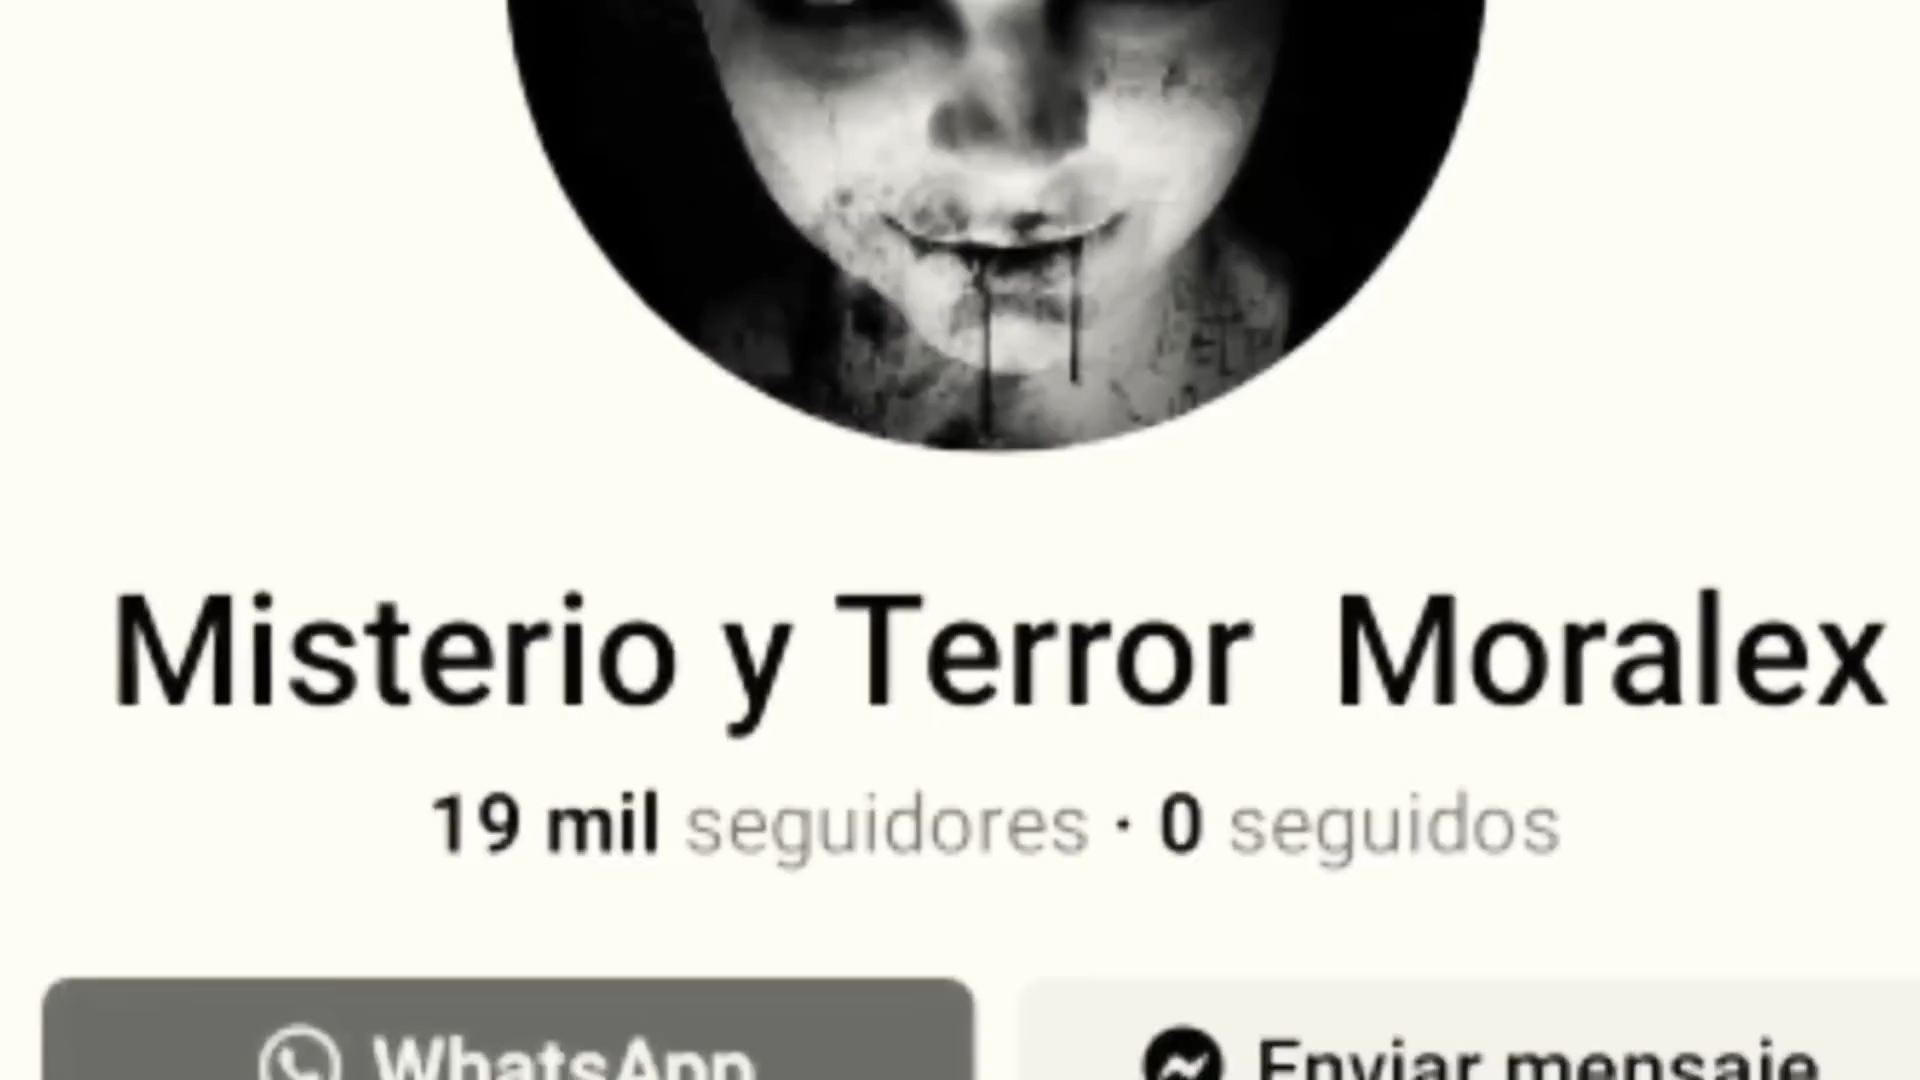 Misterio y Terror  Moralex
19 mil seguidores · 0 seguidos
WhatsApp
Enviar mensaje